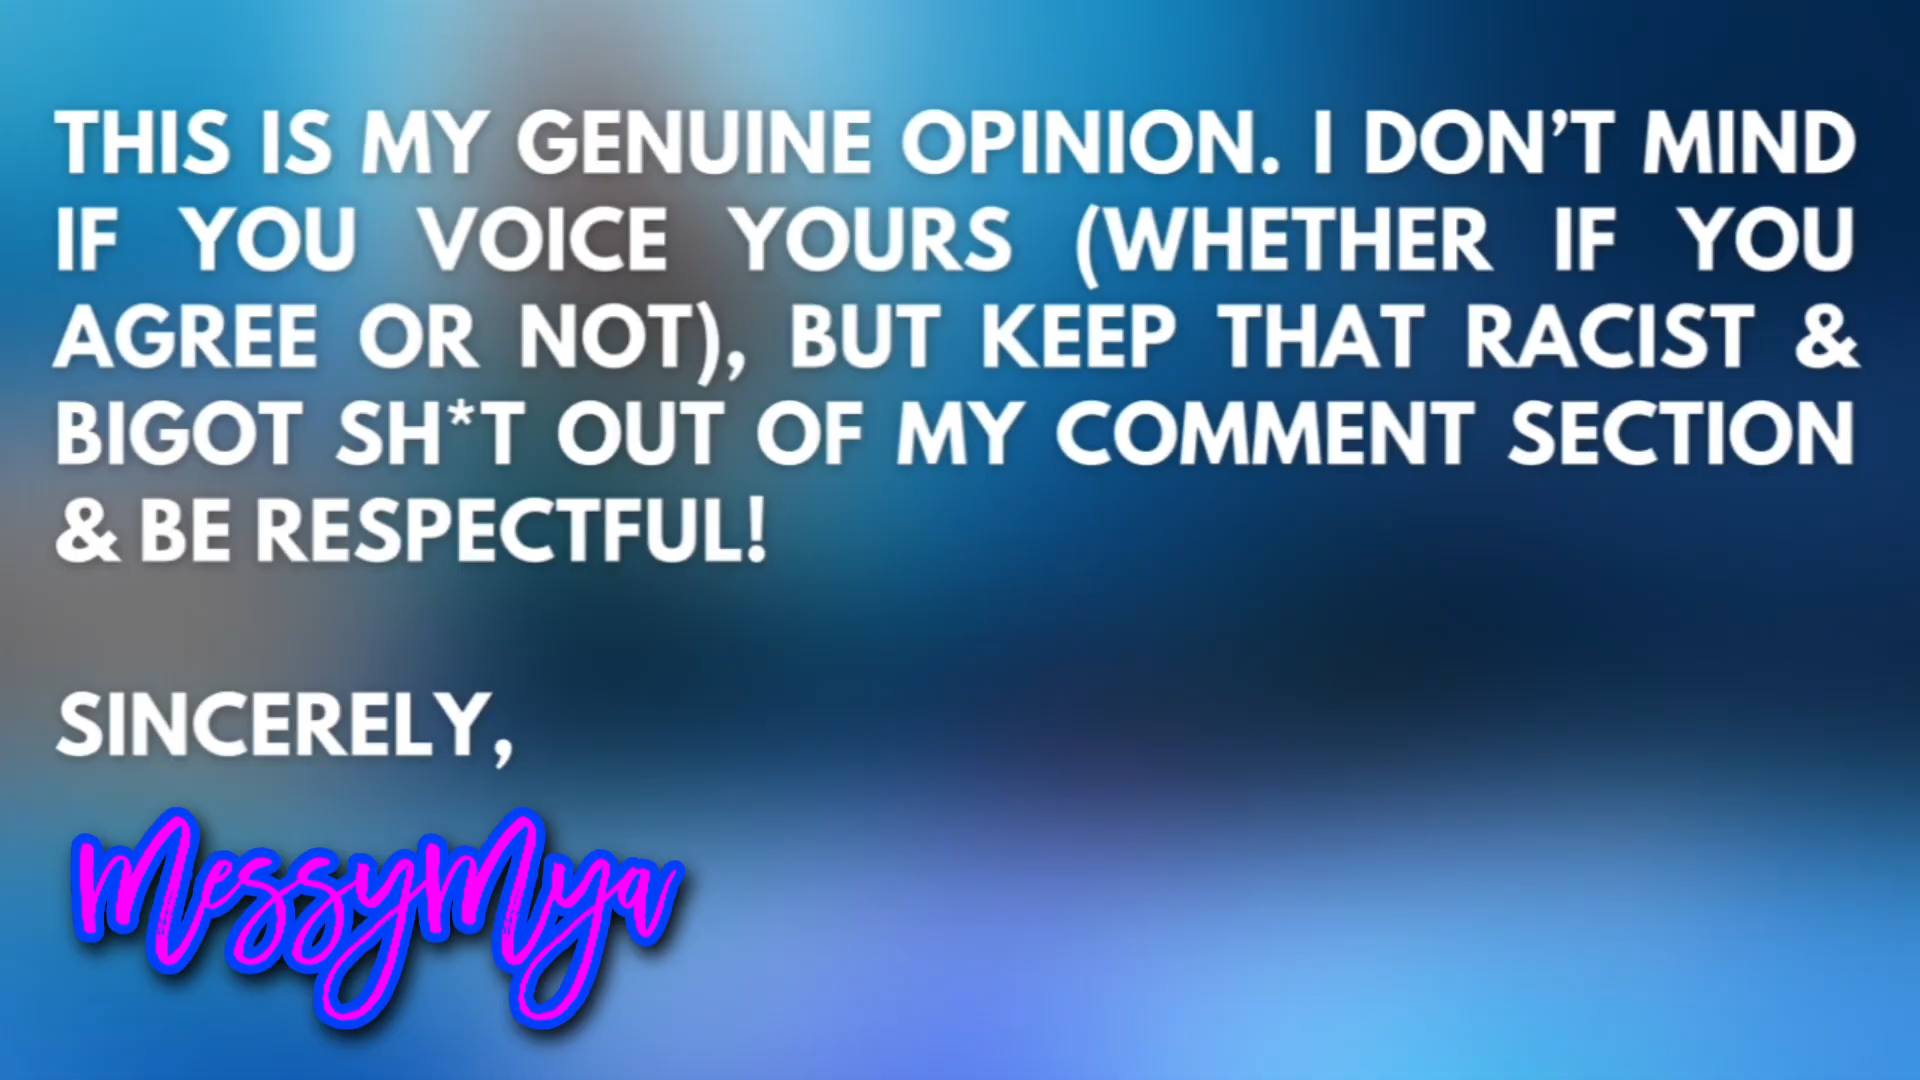 THIS IS MY GENUINE OPINION. I DON’T MIND
IF YOU VOICE YOURS (WHETHER IF YOU
AGREE OR NOT), BUT KEEP THAT RACIST &
BIGOT SH*T OUT OF MY COMMENT SECTION
& BE RESPECTFUL!
SINCERELY,
MessyMya